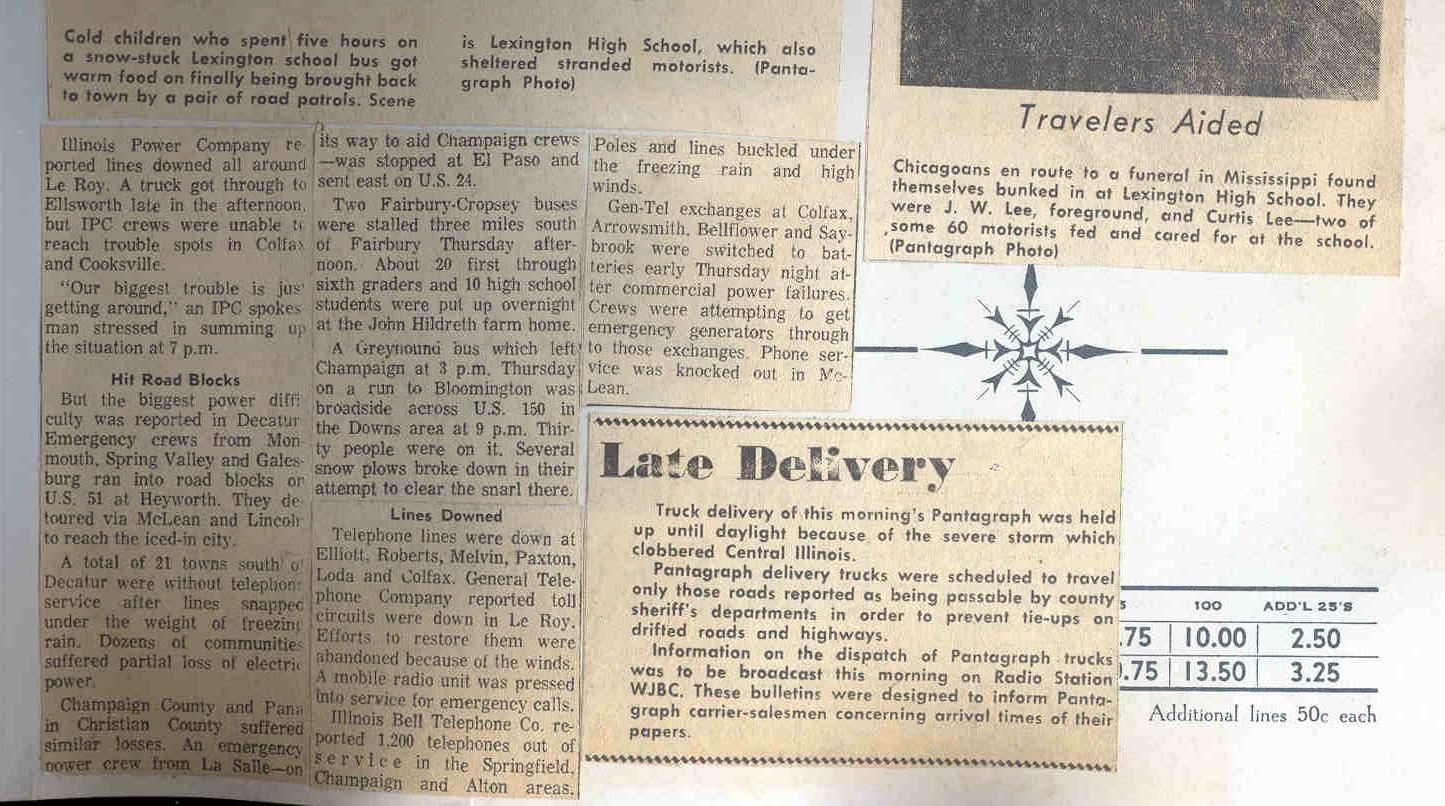 Cold children who spent five hours on
a snow-stuck Lexington school bus got
warm food on finally being brought back
to town by a pair of road patrols. Scene
is Lexington High School, which also
sheltered stranded motorists. (Panta-
graph Photo)
Illinois Power Company re-
ported lines downed all around
Le Roy. A truck got through to
Ellsworth late in the afternoon,
but IPC crews were unable to
reach trouble spots in Colfax
and Cooksville.
"Our biggest trouble is jus'
getting around," an IPC spokes
man stressed in summing up
the situation at 7 p.m.
Hit Road Blocks
But the biggest power diffi
culty was reported in Decatur
Emergency crews from Mon-
mouth, Spring Valley and Gales-
burg ran into road blocks or
U.S. 51 at Heyworth. They de-
toured via McLean and Lincoln
to reach the iced-in city.
A total of 21 towns south o'
Decatur were without telephon
service after lines snapped
under the weight of freezing
rain. Dozens of communities
suffered partial loss of electric
power.
Champaign County and Pana
in Christian County suffered
similar losses. An emergency
power crew from La Salle—on
its way to aid Champaign crews
—was stopped at El Paso and
sent east on U.S. 24.
Two Fairbury-Cropsey buses
were stalled three miles south
of Fairbury Thursday after-
noon. About 20 first through
sixth graders and 10 high school
students were put up overnight
at the John Hildreth farm home.
A Greynound bus which left
Champaign at 3 p.m. Thursday
on a run to Bloomington was
broadside across U.S. 150 in
the Downs area at 9 p.m. Thir-
ty people were on it. Several
snow plows broke down in their
attempt to clear the snarl there.
Lines Downed
Telephone lines were down at
Elliott, Roberts, Melvin, Paxton,
Loda and Colfax. General Tele-
phone Company reported toll
circuits were down in Le Roy.
Efforts to restore them were
abandoned because of the winds.
A mobile radio unit was pressed
into service for emergency calls.
Illinois Bell Telephone Co. re-
ported 1,200 telephones out of
service in the Springfield,
Champaign and Alton areas.
Poles and lines buckled under
the freezing rain and high
winds.
Gen-Tel exchanges at Colfax,
Arrowsmith, Bellflower and Say-
brook were switched to bat-
teries early Thursday night af-
ter commercial power failures.
Crews were attempting to get
emergency generators through
to those exchanges. Phone ser-
vice was knocked out in Mc-
Lean.
Travelers Aided
Chicagoans en route to a funeral in Mississippi found
themselves bunked in at Lexington High School. They
were J. W. Lee, foreground, and Curtis Lee—two of
some 60 motorists fed and cared for at the school.
(Pantagraph Photo)
Late Delivery
Truck delivery of this morning's Pantagraph was held
up until daylight because of the severe storm which
clobbered Central Illinois.
Pantagraph delivery trucks were scheduled to travel
only those roads reported as being passable by county
sheriff's departments in order to prevent tie-ups on
drifted roads and highways.
Information on the dispatch of Pantagraph trucks
was to be broadcast this morning on Radio Station
WJBC. These bulletins were designed to inform Panta-
graph carrier-salesmen concerning arrival times of their
papers.
100 ADD'L 25'S
.75 10.00 2.50
.75 13.50 3.25
Additional lines 50c each